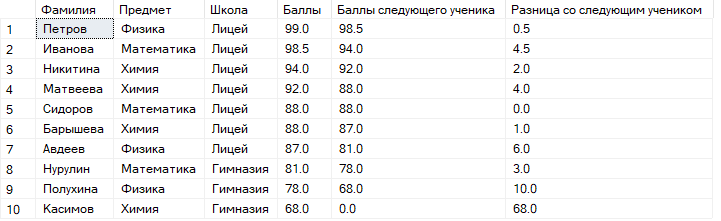 Фамилия Предмет Школа Баллы Баллы следующего ученика Разница со следующим учеником
1 Петров Физика Лицей 99.0 98.5 0.5
2 Иванова Математика Лицей 98.5 94.0 4.5
3 Никитина Химия Лицей 94.0 92.0 2.0
4 Матвеева Химия Лицей 92.0 88.0 4.0
5 Сидоров Математика Лицей 88.0 88.0 0.0
6 Барышева Химия Лицей 88.0 87.0 1.0
7 Авдеев Физика Лицей 87.0 81.0 6.0
8 Нурулин Математика Гимназия 81.0 78.0 3.0
9 Полухина Физика Гимназия 78.0 68.0 10.0
10 Касимов Химия Гимназия 68.0 0.0 68.0